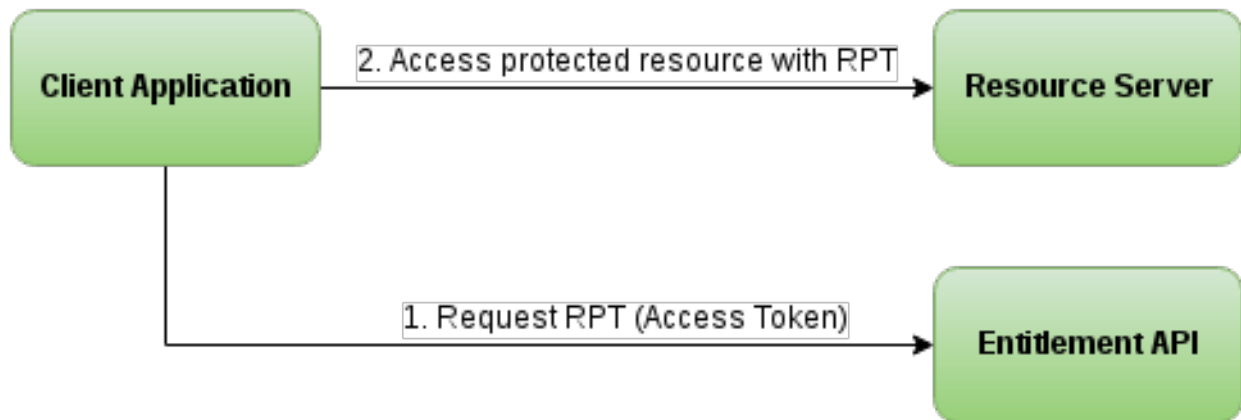 Client Application
2. Access protected resource with RPT
Resource Server
1. Request RPT (Access Token)
Entitlement API